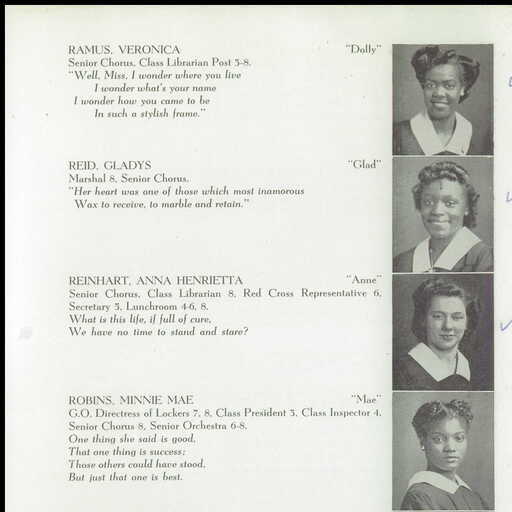 RAMUS, VERONICA "Dolly"
Senior Chorus, Class Librarian Post 5-8.
"Well, Miss, I wonder where you live
I wonder what's your name
I wonder how you came to be
In such a stylish frame."
REID, GLADYS "Glad"
Marshal 8, Senior Chorus.
"Her heart was one of those which most inamorous
Wax to receive, to marble and retain."
REINHART, ANNA HENRIETTA "Anne"
Senior Chorus, Class Librarian 8, Red Cross Representative 6,
Secretary 5, Lunchroom 4-6, 8.
What is this life, if full of cure,
We have no time to stand and stare?
ROBINS, MINNIE MAE "Mae"
G.O. Directress of Lockers 7, 8, Class President 3, Class Inspector 4,
Senior Chorus 8, Senior Orchestra 6-8.
One thing she said is good,
That one thing is success;
Those others could have stood,
But just that one is best.